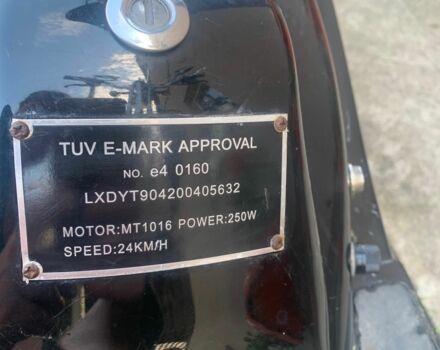 TUV E-MARK APPROVAL
NO. e4 0160
LXDYT904200405632
MOTOR:MT1016 POWER:250W
SPEED:24KM/H